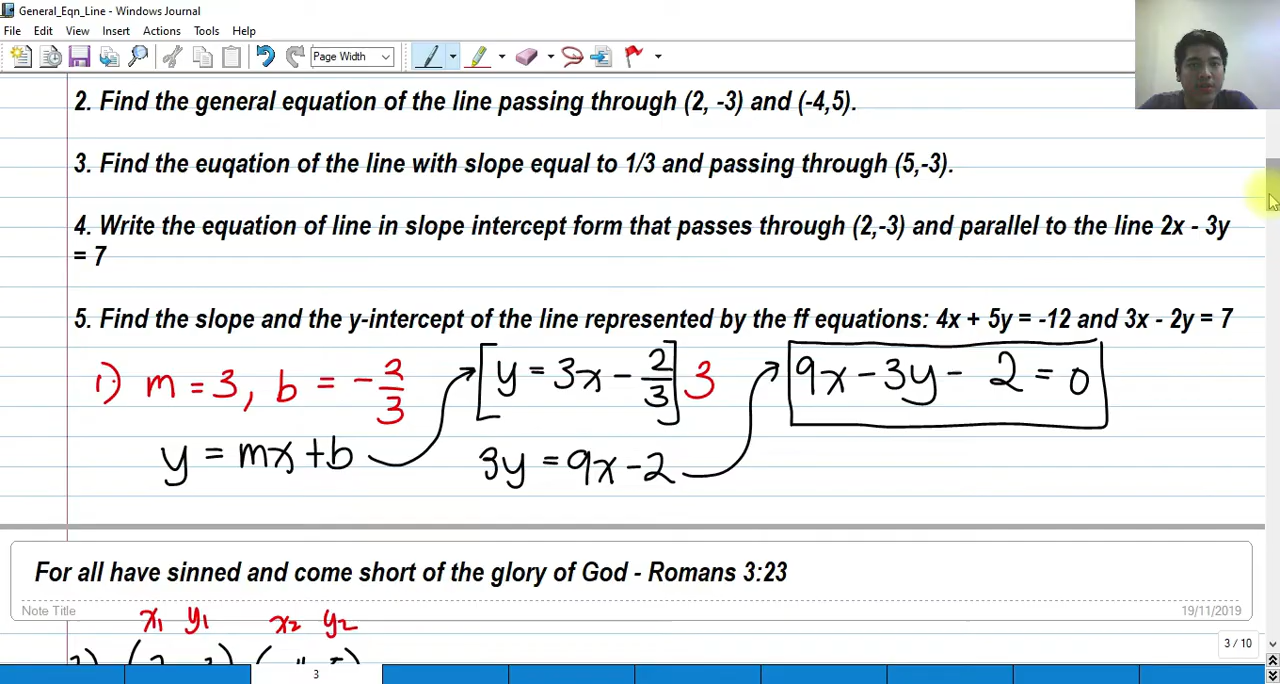 General_Eqn_Line - Windows Journal
File Edit View Insert Actions Tools Help
Page Width
2. Find the general equation of the line passing through (2, -3) and (-4,5).
3. Find the euqation of the line with slope equal to 1/3 and passing through (5,-3).
4. Write the equation of line in slope intercept form that passes through (2,-3) and parallel to the line 2x - 3y
= 7
5. Find the slope and the y-intercept of the line represented by the ff equations: 4x + 5y = -12 and 3x - 2y = 7
1.) m = 3, b = -2/3
y = mx + b
[y = 3x - 2/3] 3
3y = 9x - 2
9x - 3y - 2 = 0
For all have sinned and come short of the glory of God - Romans 3:23
Note Title
19/11/2019
x1 y1 x2 y2
3 / 10
3